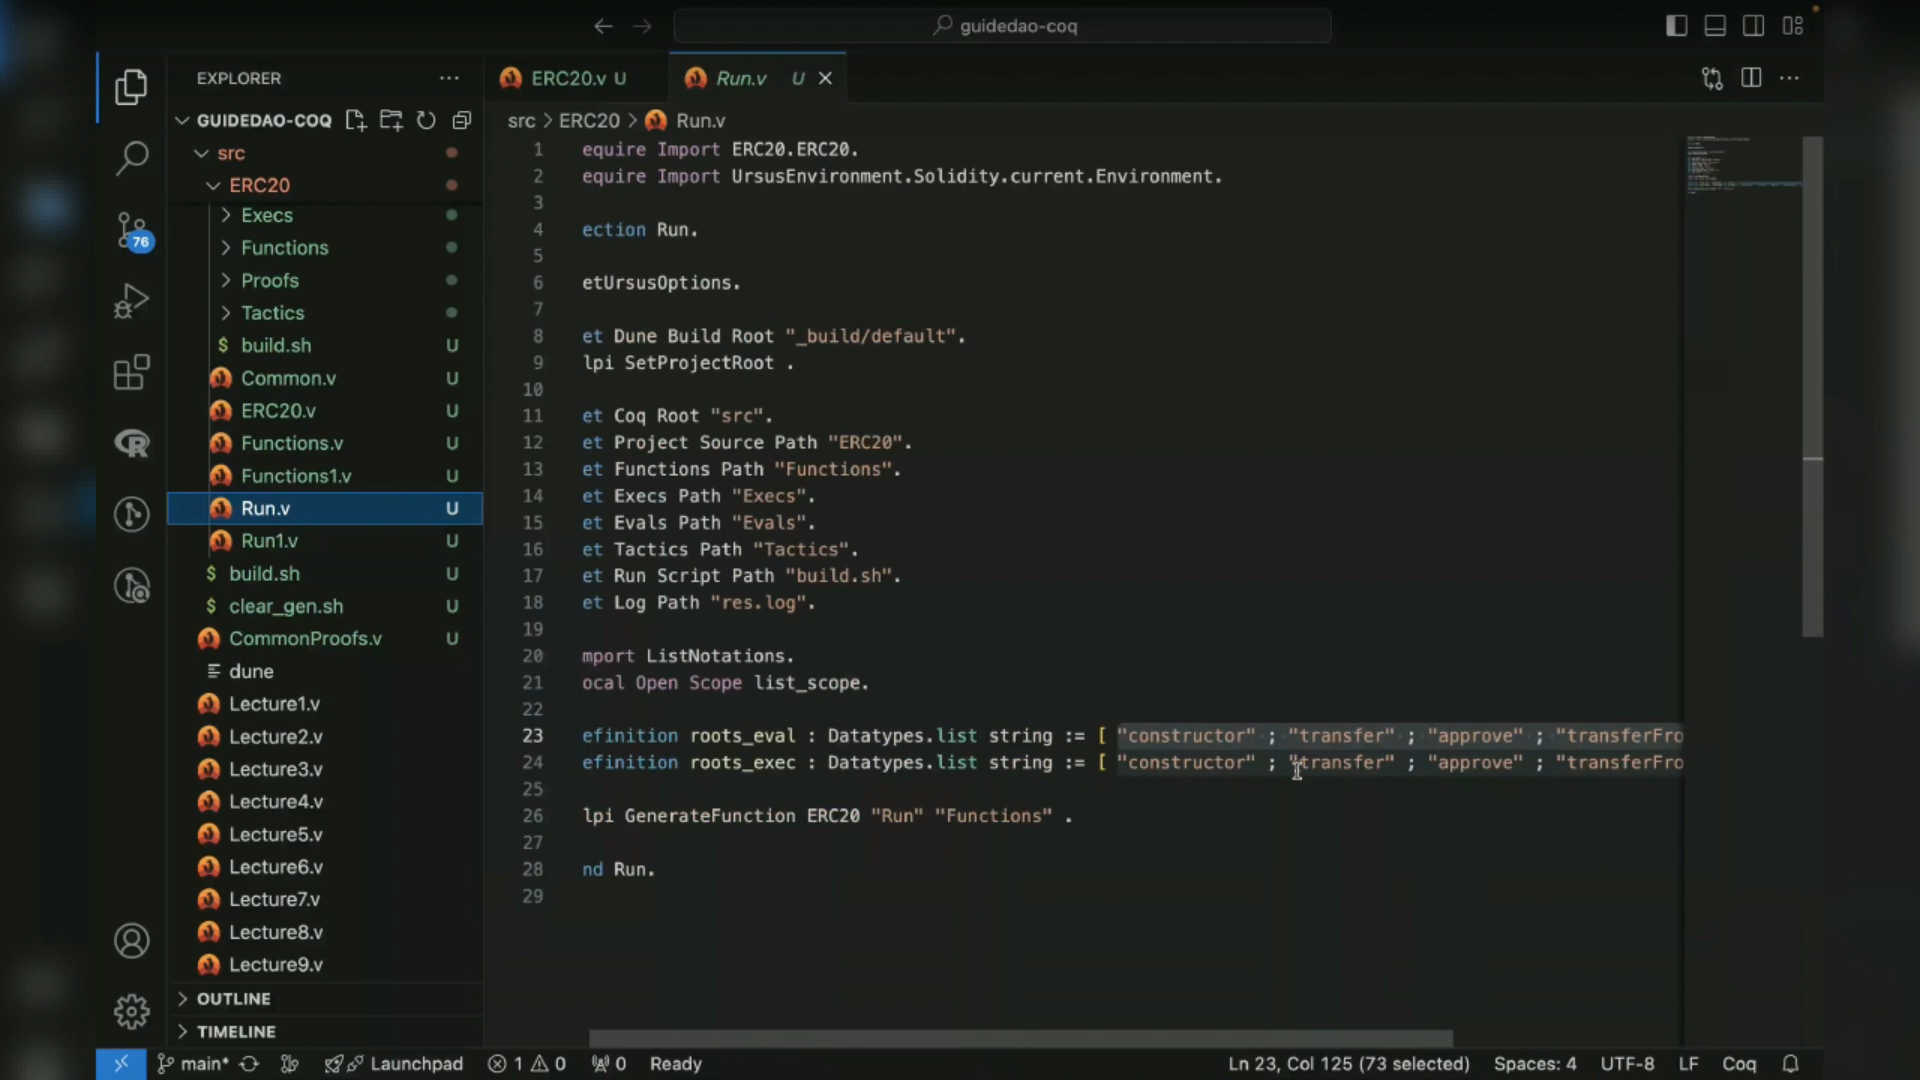 guidedao-coq
EXPLORER
GUIDEDAO-COQ
src
ERC20
Execs
Functions
Proofs
Tactics
$ build.sh U
Common.v U
ERC20.v U
Functions.v U
Functions1.v U
Run.v U
Run1.v U
$ build.sh U
$ clear_gen.sh U
CommonProofs.v U
dune
Lecture1.v
Lecture2.v
Lecture3.v
Lecture4.v
Lecture5.v
Lecture6.v
Lecture7.v
Lecture8.v
Lecture9.v
OUTLINE
TIMELINE
76
ERC20.v U
Run.v U
src > ERC20 > Run.v
1 equire Import ERC20.ERC20.
2 equire Import UrsusEnvironment.Solidity.current.Environment.
3
4 ection Run.
5
6 etUrsusOptions.
7
8 et Dune Build Root "_build/default".
9 lpi SetProjectRoot .
10
11 et Coq Root "src".
12 et Project Source Path "ERC20".
13 et Functions Path "Functions".
14 et Execs Path "Execs".
15 et Evals Path "Evals".
16 et Tactics Path "Tactics".
17 et Run Script Path "build.sh".
18 et Log Path "res.log".
19
20 mport ListNotations.
21 ocal Open Scope list_scope.
22
23 efinition roots_eval : Datatypes.list string := [ "constructor" ; "transfer" ; "approve" ; "transferFro
24 efinition roots_exec : Datatypes.list string := [ "constructor" ; "transfer" ; "approve" ; "transferFro
25
26 lpi GenerateFunction ERC20 "Run" "Functions" .
27
28 nd Run.
29
main* Launchpad 1 0 0 Ready Ln 23, Col 125 (73 selected) Spaces: 4 UTF-8 LF Coq